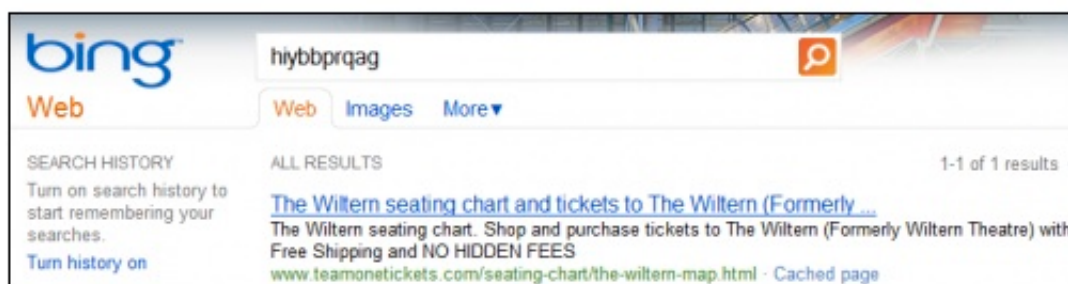 bing
hiybbprqag
Web
Web Images More▼
SEARCH HISTORY
Turn on search history to
start remembering your
searches.
Turn history on
ALL RESULTS
1-1 of 1 results
The Wiltern seating chart and tickets to The Wiltern (Formerly ...
The Wiltern seating chart. Shop and purchase tickets to The Wiltern (Formerly Wiltern Theatre) with
Free Shipping and NO HIDDEN FEES
www.teamonetickets.com/seating-chart/the-wiltern-map.html · Cached page